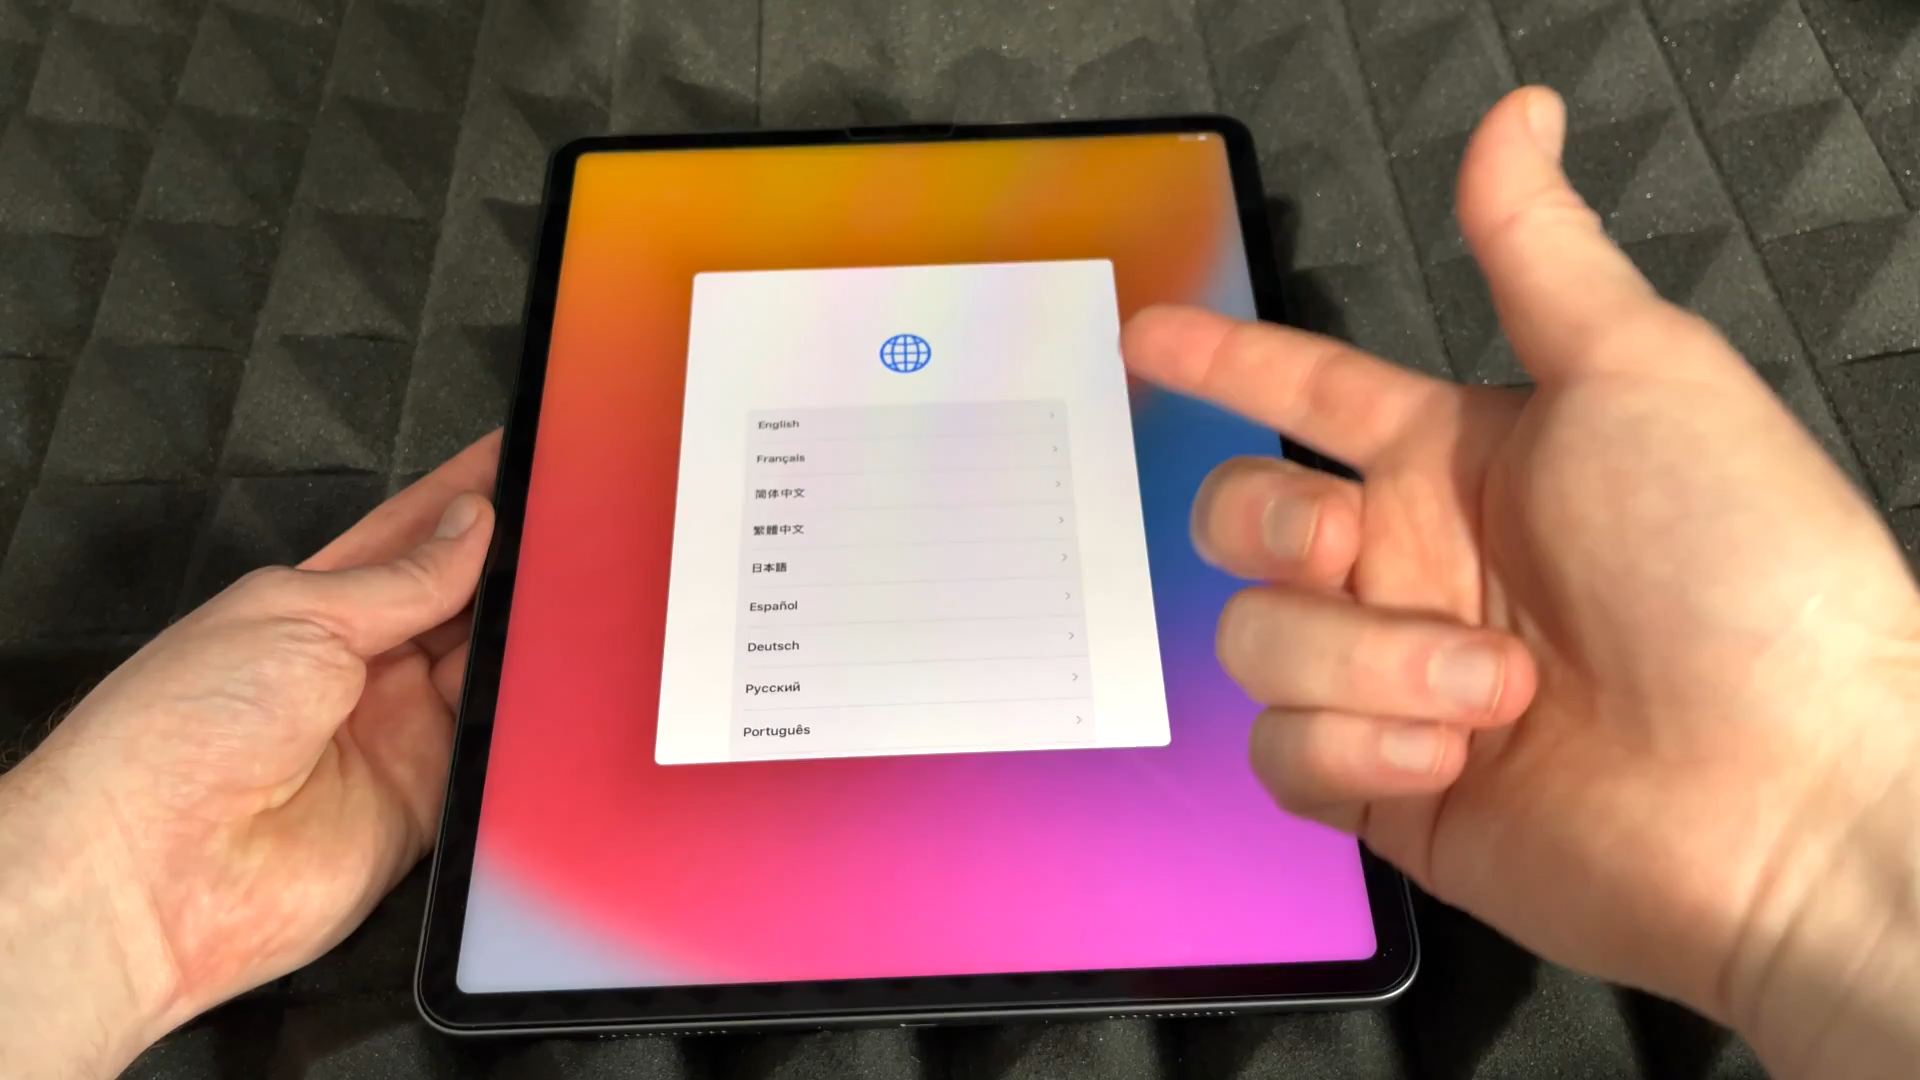 English
Français
简体中文
繁體中文
日本語
Español
Deutsch
Русский
Português